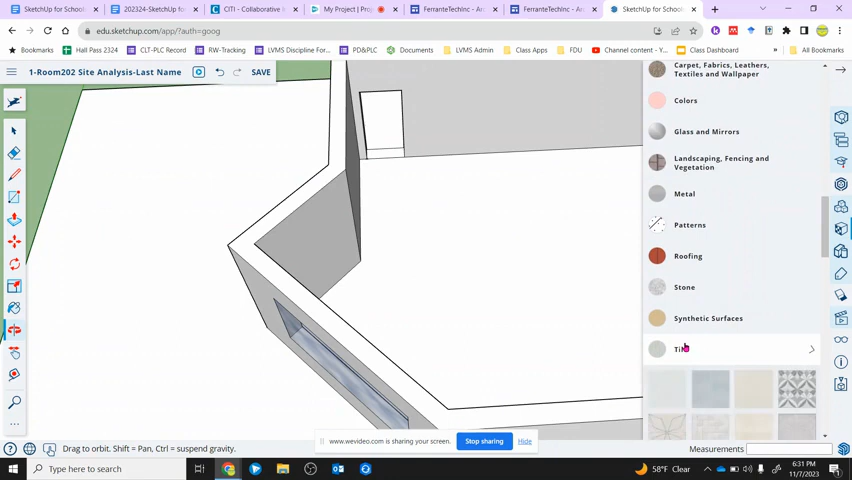 SketchUp for School
202324-SketchUp for
CITi - Collaborative I
My Project | Proj
FerranteTechInc - Ar
FerranteTechInc - Ar
SketchUp for School
edu.sketchup.com/app/?auth=goog
Bookmarks
Hall Pass 2324
CLT-PLC Record
RW-Tracking
LVMS Discipline For...
PD&PLC
Documents
LVMS Admin
Class Apps
FDU
Channel content - Y...
Class Dashboard
All Bookmarks
1-Room202 Site Analysis-Last Name
SAVE
Carpet, Fabrics, Leathers,
Textiles and Wallpaper
Colors
Glass and Mirrors
Landscaping, Fencing and
Vegetation
Metal
Patterns
Roofing
Stone
Synthetic Surfaces
www.wevideo.com is sharing your screen.
Stop sharing
Hide
Drag to orbit. Shift = Pan, Ctrl = suspend gravity.
Measurements
Type here to search
58°F Clear
6:31 PM
11/7/2023